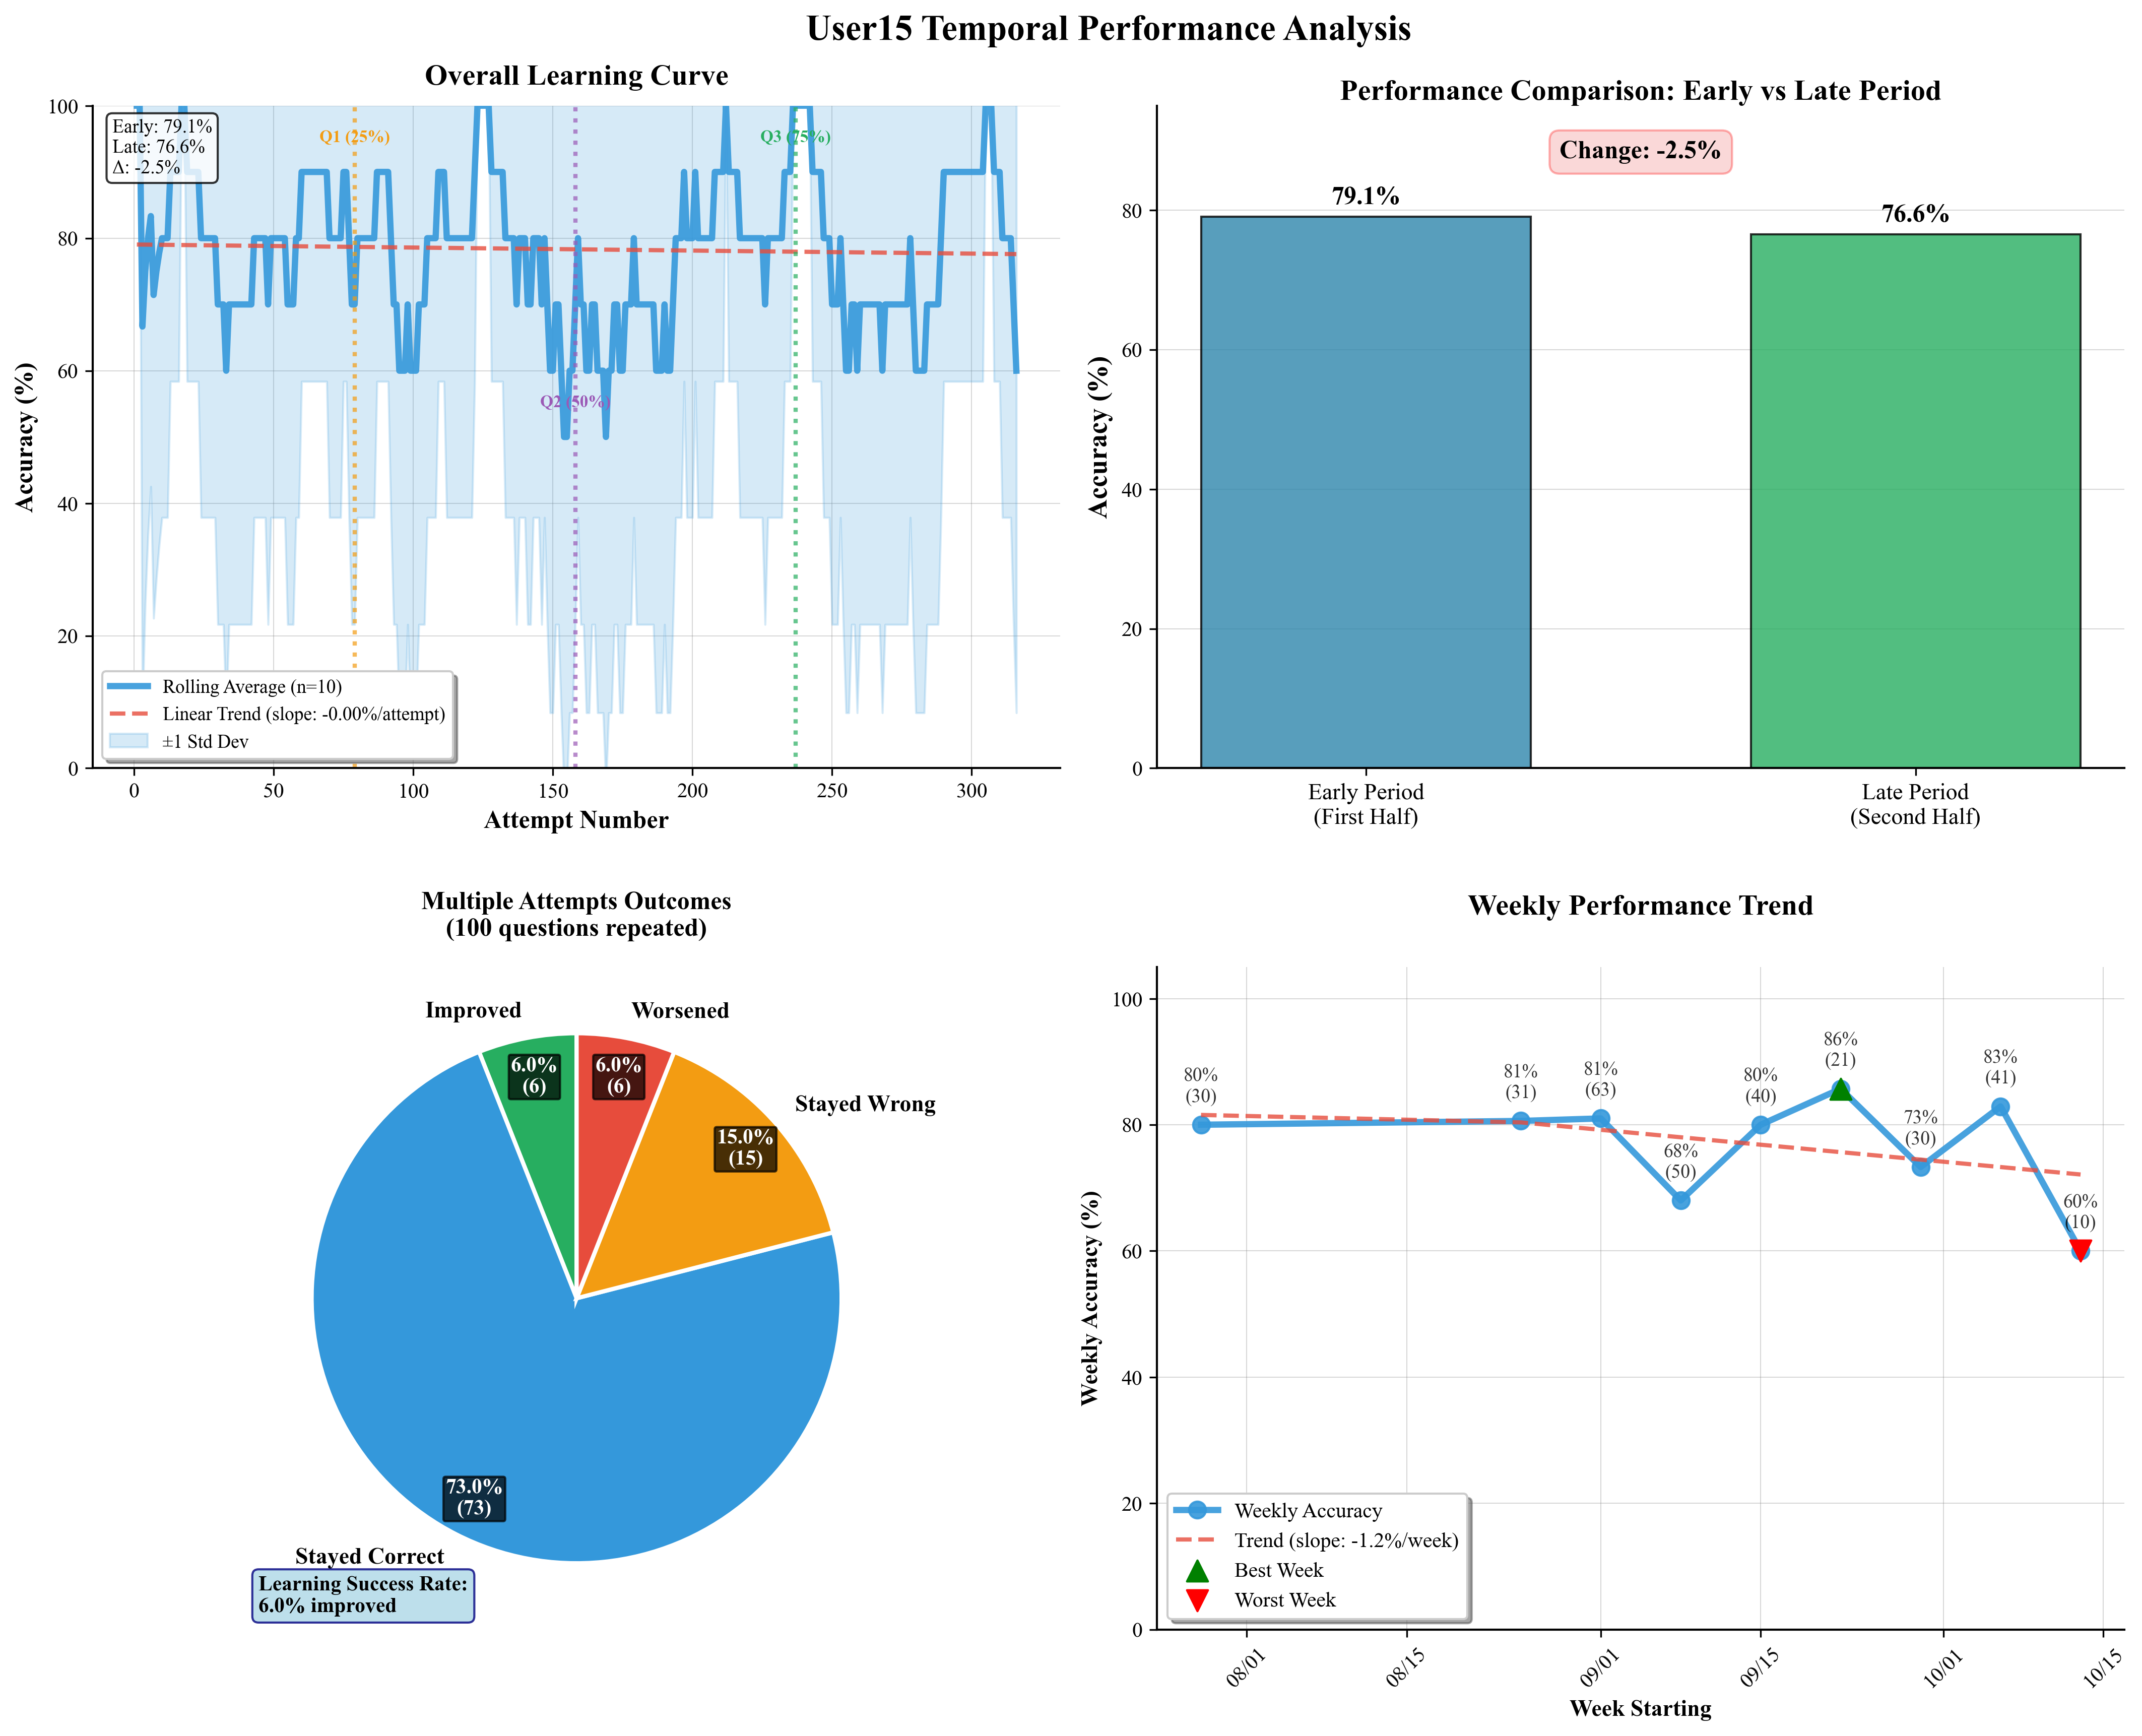 User15 Temporal Performance Analysis
Overall Learning Curve
Early: 79.1%
Late: 76.6%
Δ: -2.5%
Q1 (25%)
Q2 (50%)
Q3 (75%)
100
80
60
40
20
0
Accuracy (%)
Rolling Average (n=10)
Linear Trend (slope: -0.00%/attempt)
±1 Std Dev
0
50
100
150
200
250
300
Attempt Number
Performance Comparison: Early vs Late Period
Change: -2.5%
79.1%
76.6%
80
60
40
20
0
Accuracy (%)
Early Period
(First Half)
Late Period
(Second Half)
Multiple Attempts Outcomes
(100 questions repeated)
Improved
Worsened
6.0%
(6)
6.0%
(6)
Stayed Wrong
15.0%
(15)
73.0%
(73)
Stayed Correct
Learning Success Rate:
6.0% improved
Weekly Performance Trend
100
80
60
40
20
0
Weekly Accuracy (%)
80%
(30)
81%
(31)
81%
(63)
68%
(50)
80%
(40)
86%
(21)
73%
(30)
83%
(41)
60%
(10)
Weekly Accuracy
Trend (slope: -1.2%/week)
Best Week
Worst Week
08/01
08/15
09/01
09/15
10/01
10/15
Week Starting